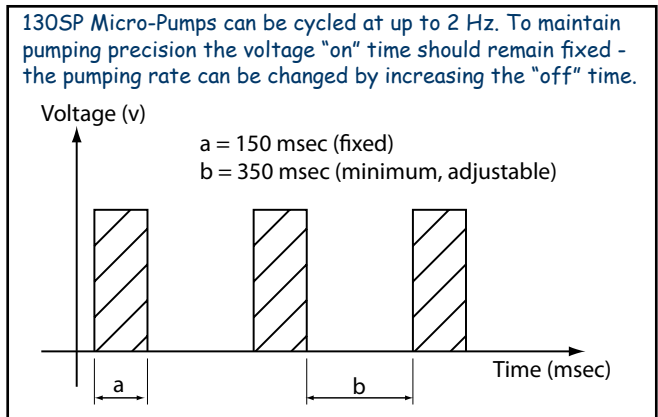 130SP Micro-Pumps can be cycled at up to 2 Hz. To maintain
pumping precision the voltage “on” time should remain fixed -
the pumping rate can be changed by increasing the “off” time.
Voltage (v)
a = 150 msec (fixed)
b = 350 msec (minimum, adjustable)
Time (msec)
a
b